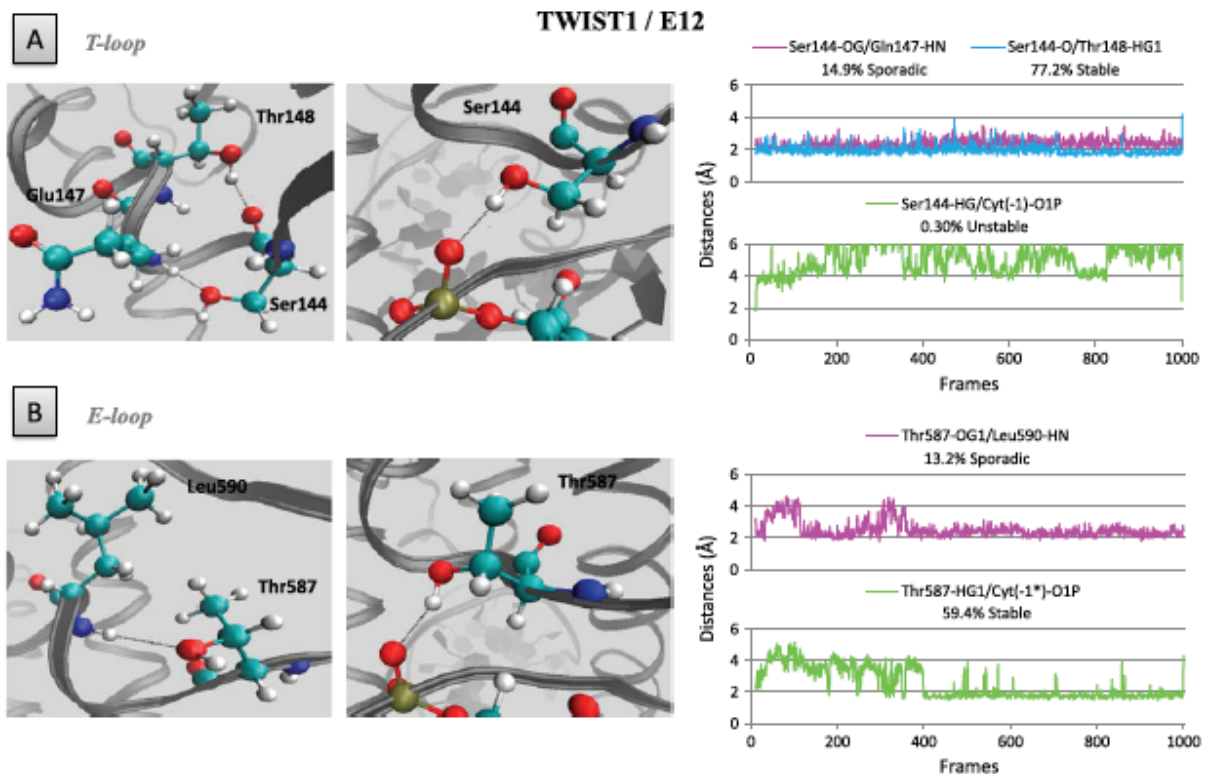 TWIST1 / E12
A
T-loop
Thr148
Glu147
Ser144
Ser144
Ser144-OG/Gln147-HN
14.9% Sporadic
Ser144-O/Thr148-HG1
77.2% Stable
6
4
2
0
Ser144-HG/Cyt(-1)-O1P
0.30% Unstable
6
4
2
0
Distances (Å)
0 200 400 600 800 1000
Frames
B
E-loop
Leu590
Thr587
Thr587
Thr587-OG1/Leu590-HN
13.2% Sporadic
6
4
2
0
Thr587-HG1/Cyt(-1*)-O1P
59.4% Stable
6
4
2
0
Distances (Å)
0 200 400 600 800 1000
Frames